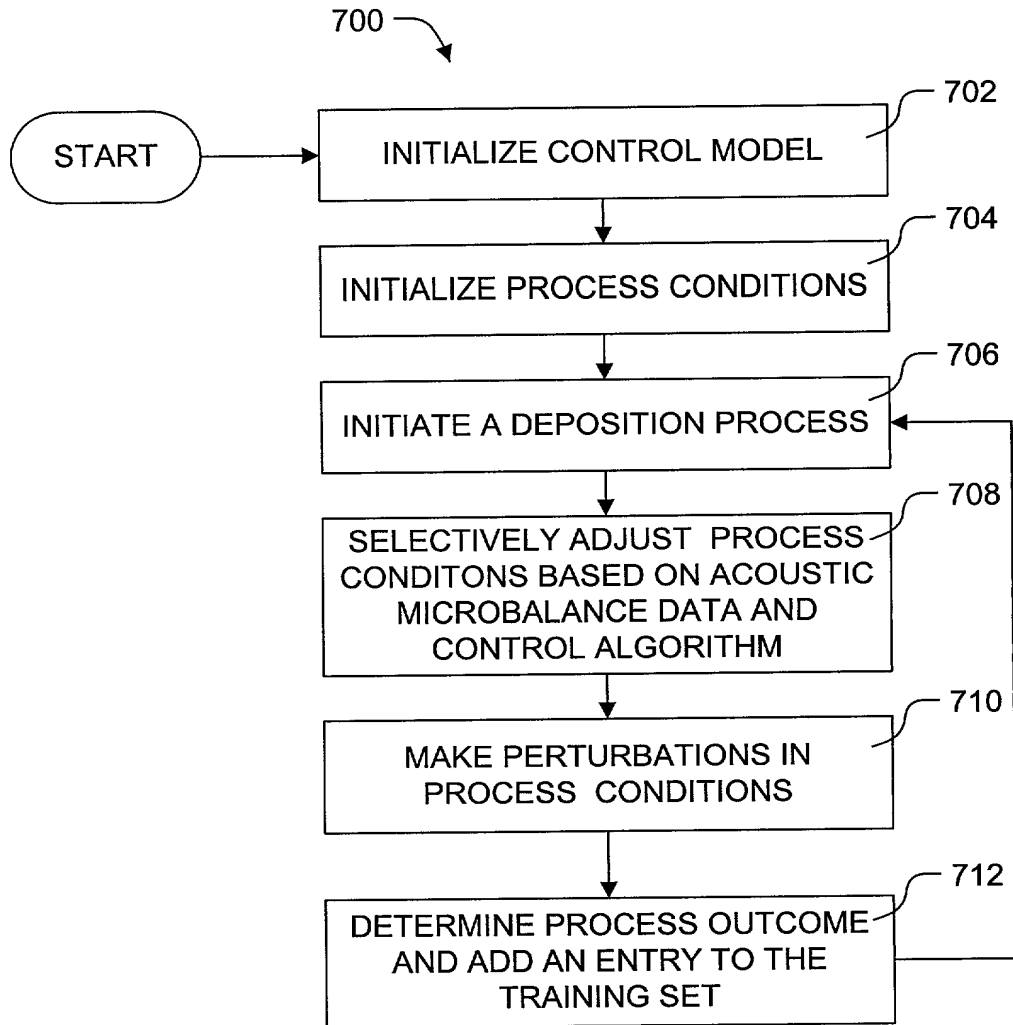 700
702
START
INITIALIZE CONTROL MODEL
704
INITIALIZE PROCESS CONDITIONS
706
INITIATE A DEPOSITION PROCESS
708
SELECTIVELY ADJUST PROCESS
CONDITONS BASED ON ACOUSTIC
MICROBALANCE DATA AND
CONTROL ALGORITHM
710
MAKE PERTURBATIONS IN
PROCESS CONDITIONS
712
DETERMINE PROCESS OUTCOME
AND ADD AN ENTRY TO THE
TRAINING SET